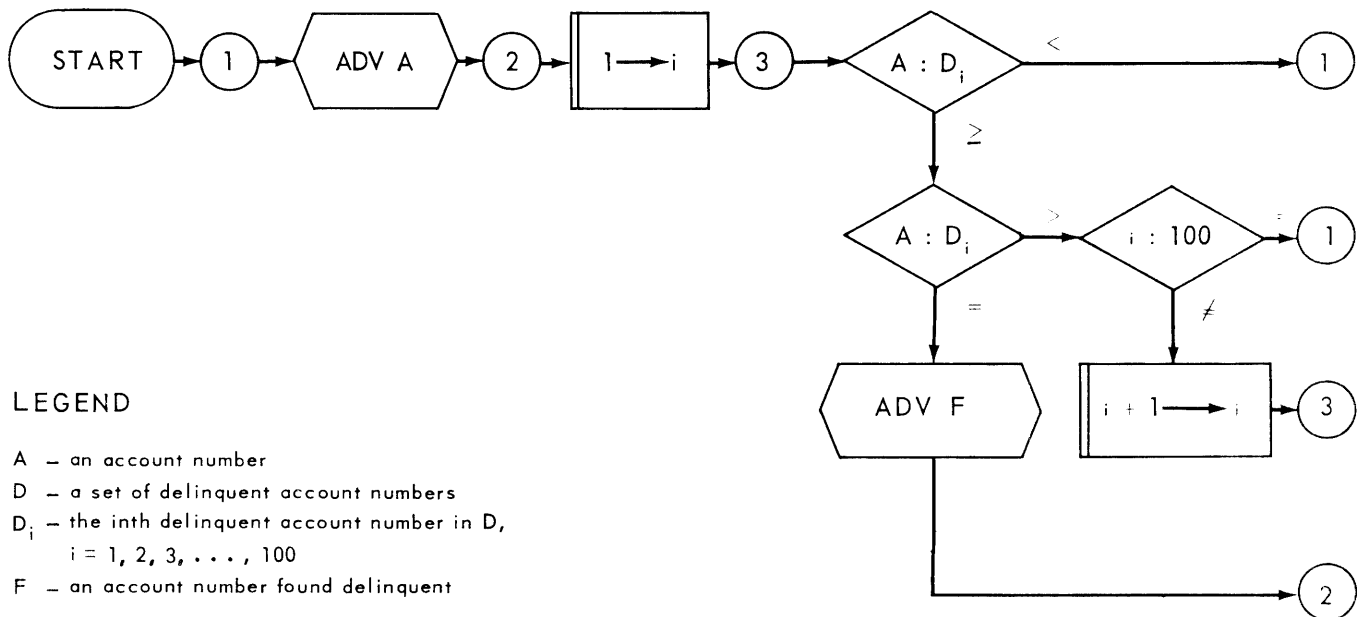 START
1
ADV A
2
1 → i
3
A : Di
<
1
≥
A : Di
>
i : 100
=
1
=
≠
ADV F
i + 1 → i
3
2
LEGEND
A – an account number
D – a set of delinquent account numbers
Di – the inth delinquent account number in D,
i = 1, 2, 3, . . . , 100
F – an account number found delinquent